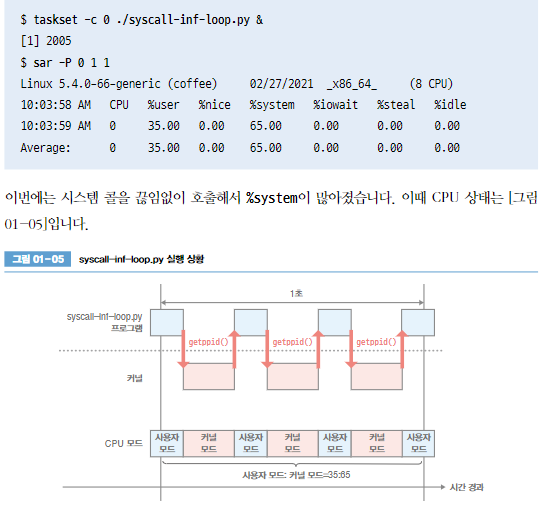 $ taskset -c 0 ./syscall-inf-loop.py &
[1] 2005
$ sar -P 0 1 1
Linux 5.4.0-66-generic (coffee) 02/27/2021 _x86_64_ (8 CPU)
10:03:58 AM CPU %user %nice %system %iowait %steal %idle
10:03:59 AM 0 35.00 0.00 65.00 0.00 0.00 0.00
Average: 0 35.00 0.00 65.00 0.00 0.00 0.00
이번에는 시스템 콜을 끊임없이 호출해서 %system이 많아졌습니다. 이때 CPU 상태는 [그림
01-05]입니다.
그림 01-05 syscall-inf-loop.py 실행 상황
1초
syscall-inf-loop.py
프로그램
getppid() getppid() getppid()
커널
CPU 모드
사용자 모드
커널 모드
사용자 모드
커널 모드
사용자 모드
커널 모드
사용자 모드
사용자 모드: 커널 모드=35:65
시간 경과